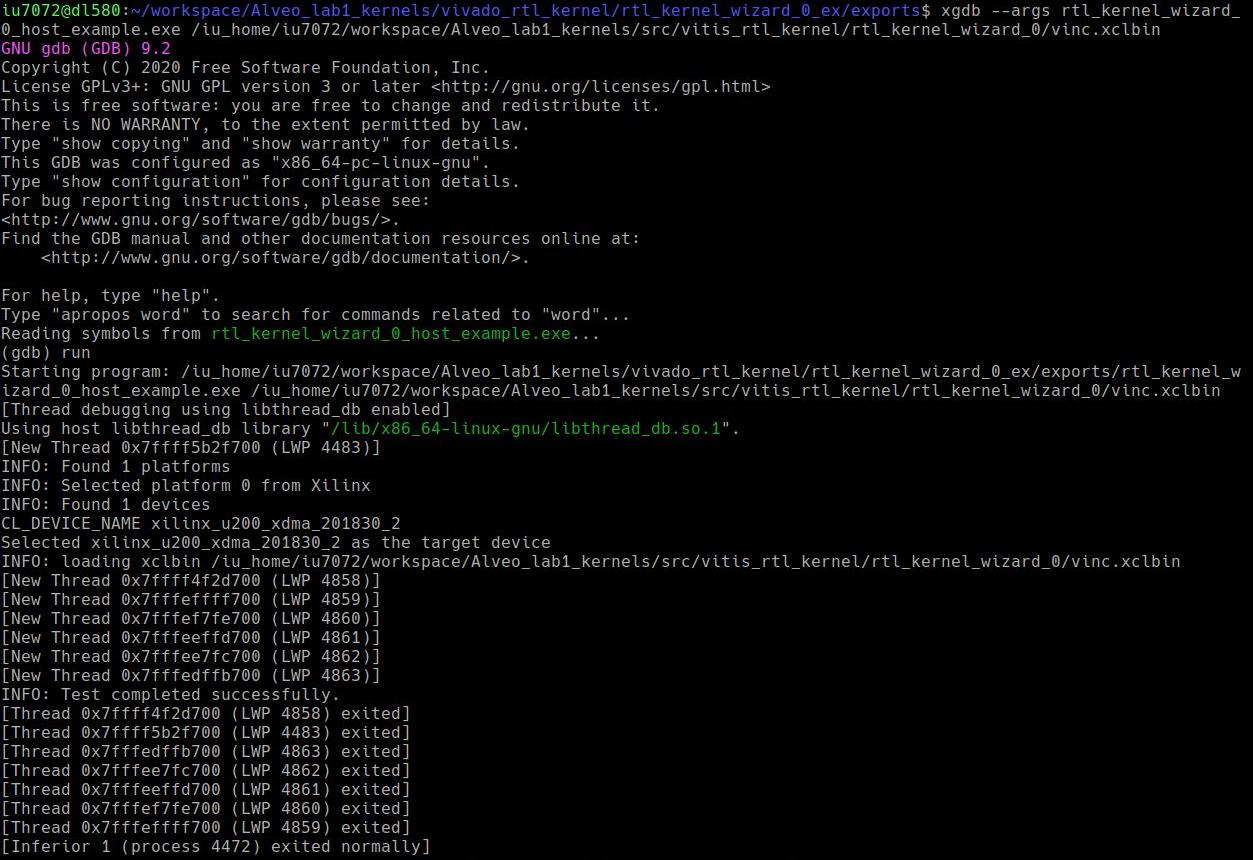 iu7072@dl580:~/workspace/Alveo_lab1_kernels/vivado_rtl_kernel/rtl_kernel_wizard_0_ex/exports$ xgdb --args rtl_kernel_wizard_
0_host_example.exe /iu_home/iu7072/workspace/Alveo_lab1_kernels/src/vitis_rtl_kernel/rtl_kernel_wizard_0/vinc.xclbin
GNU gdb (GDB) 9.2
Copyright (C) 2020 Free Software Foundation, Inc.
License GPLv3+: GNU GPL version 3 or later <http://gnu.org/licenses/gpl.html>
This is free software: you are free to change and redistribute it.
There is NO WARRANTY, to the extent permitted by law.
Type "show copying" and "show warranty" for details.
This GDB was configured as "x86_64-pc-linux-gnu".
Type "show configuration" for configuration details.
For bug reporting instructions, please see:
<http://www.gnu.org/software/gdb/bugs/>.
Find the GDB manual and other documentation resources online at:
    <http://www.gnu.org/software/gdb/documentation/>.

For help, type "help".
Type "apropos word" to search for commands related to "word"...
Reading symbols from rtl_kernel_wizard_0_host_example.exe...
(gdb) run
Starting program: /iu_home/iu7072/workspace/Alveo_lab1_kernels/vivado_rtl_kernel/rtl_kernel_wizard_0_ex/exports/rtl_kernel_w
izard_0_host_example.exe /iu_home/iu7072/workspace/Alveo_lab1_kernels/src/vitis_rtl_kernel/rtl_kernel_wizard_0/vinc.xclbin
[Thread debugging using libthread_db enabled]
Using host libthread_db library "/lib/x86_64-linux-gnu/libthread_db.so.1".
[New Thread 0x7ffff5b2f700 (LWP 4483)]
INFO: Found 1 platforms
INFO: Selected platform 0 from Xilinx
INFO: Found 1 devices
CL_DEVICE_NAME xilinx_u200_xdma_201830_2
Selected xilinx_u200_xdma_201830_2 as the target device
INFO: loading xclbin /iu_home/iu7072/workspace/Alveo_lab1_kernels/src/vitis_rtl_kernel/rtl_kernel_wizard_0/vinc.xclbin
[New Thread 0x7ffff4f2d700 (LWP 4858)]
[New Thread 0x7fffeffff700 (LWP 4859)]
[New Thread 0x7fffef7fe700 (LWP 4860)]
[New Thread 0x7fffeeffd700 (LWP 4861)]
[New Thread 0x7fffee7fc700 (LWP 4862)]
[New Thread 0x7fffedffb700 (LWP 4863)]
INFO: Test completed successfully.
[Thread 0x7ffff4f2d700 (LWP 4858) exited]
[Thread 0x7ffff5b2f700 (LWP 4483) exited]
[Thread 0x7fffedffb700 (LWP 4863) exited]
[Thread 0x7fffee7fc700 (LWP 4862) exited]
[Thread 0x7fffeeffd700 (LWP 4861) exited]
[Thread 0x7fffef7fe700 (LWP 4860) exited]
[Thread 0x7fffeffff700 (LWP 4859) exited]
[Inferior 1 (process 4472) exited normally]